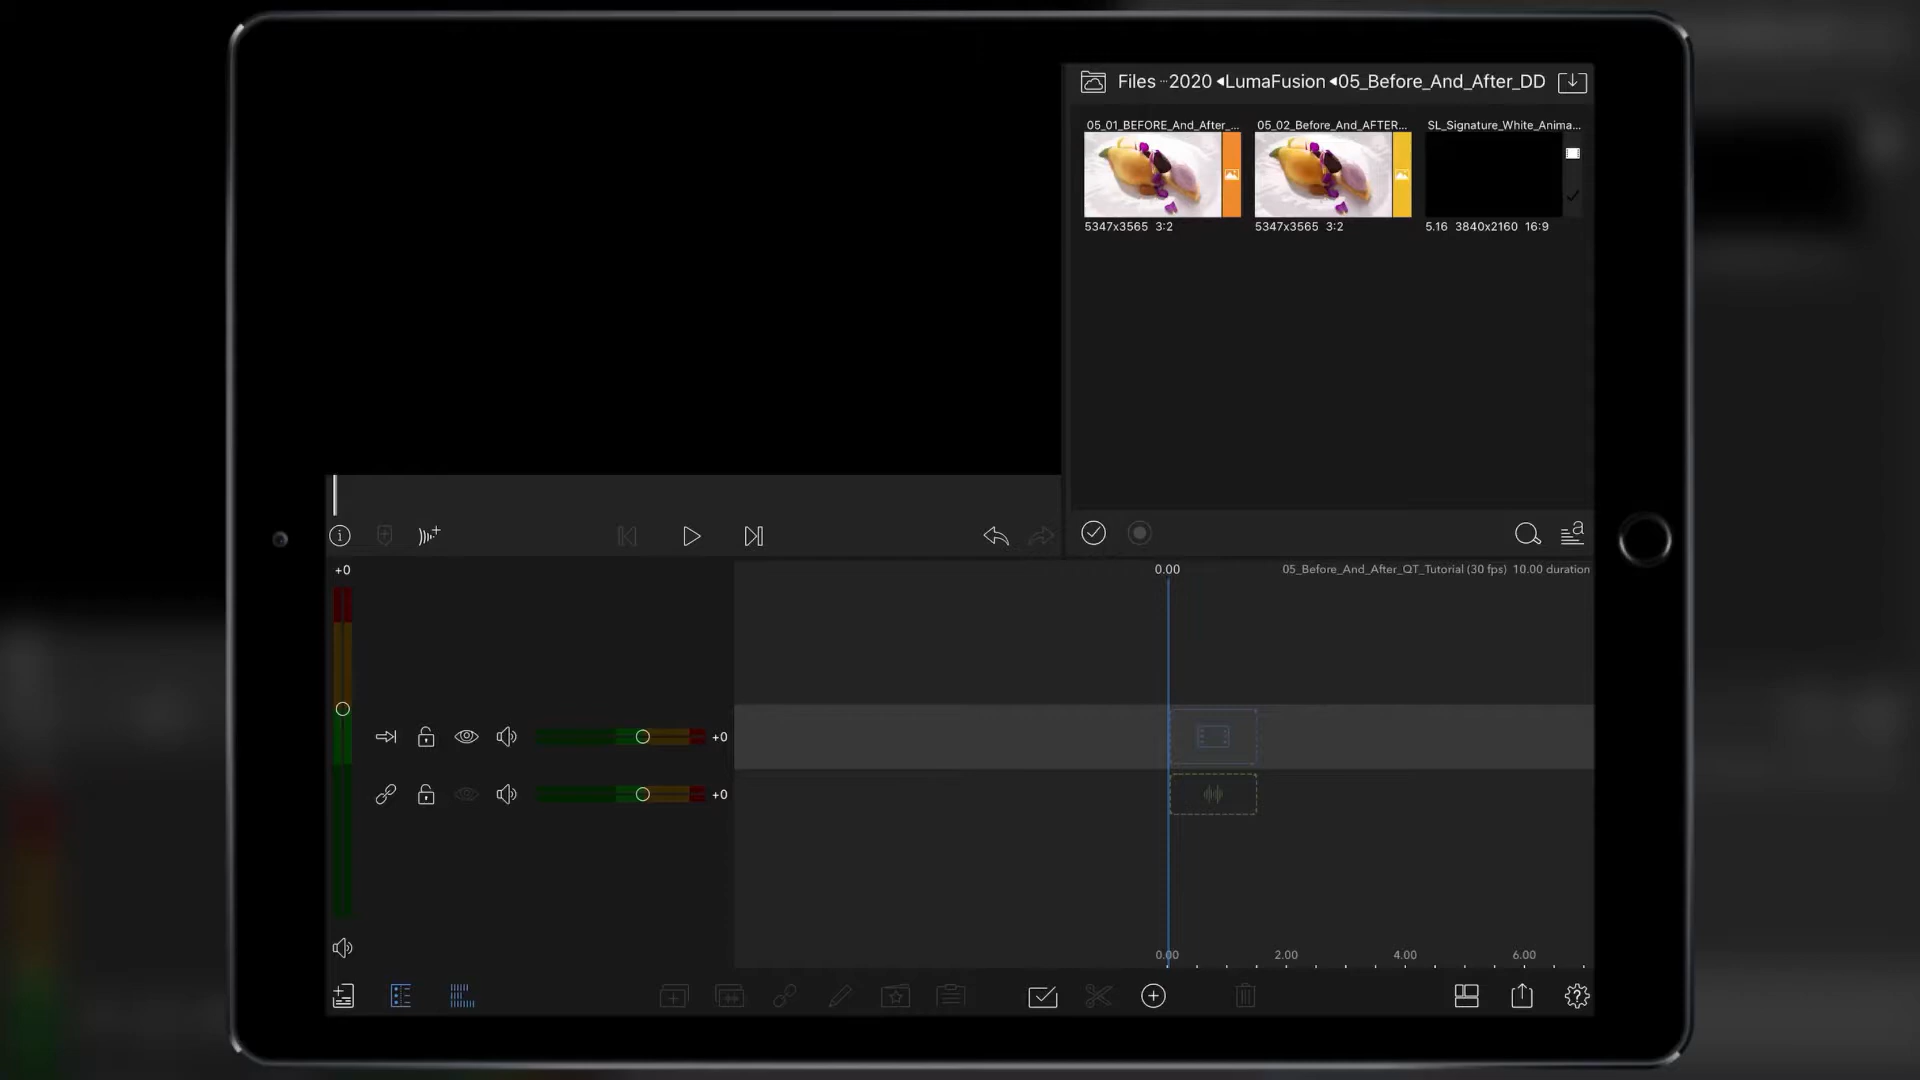 Files ··· 2020 ◂LumaFusion ◂05_Before_And_After_DD
05_01_BEFORE_And_After_...
05_02_Before_And_AFTER...
SL_Signature_White_Anima...
5347x3565 3:2
5347x3565 3:2
5.16 3840x2160 16:9
+0
0.00
05_Before_And_After_QT_Tutorial (30 fps) 10.00 duration
+0
+0
0.00
2.00
4.00
6.00